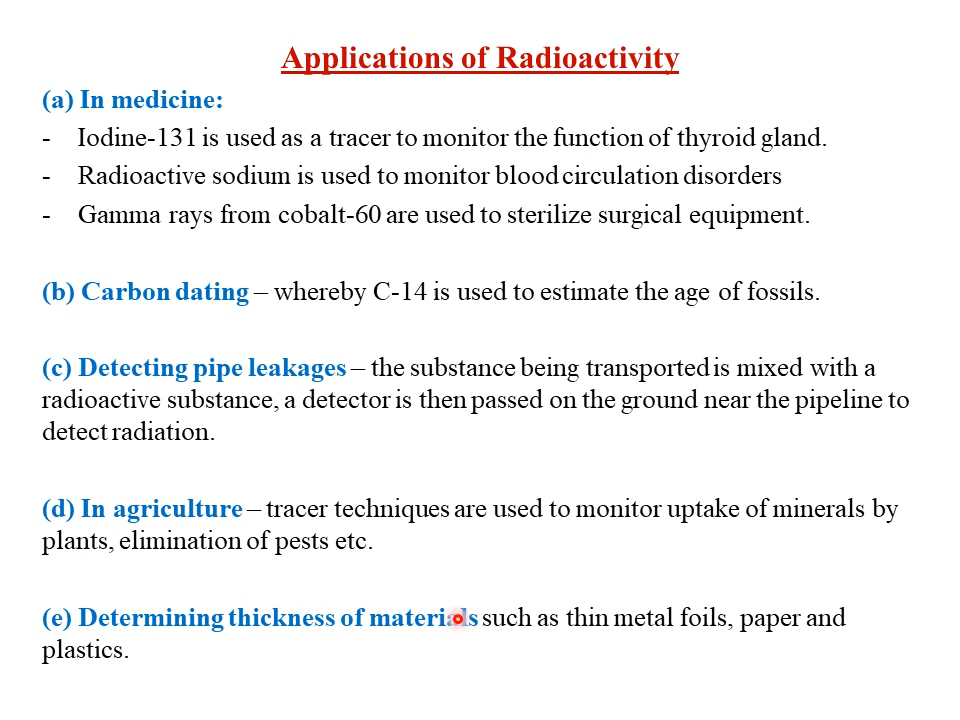 Applications of Radioactivity
(a) In medicine:
- Iodine-131 is used as a tracer to monitor the function of thyroid gland.
- Radioactive sodium is used to monitor blood circulation disorders
- Gamma rays from cobalt-60 are used to sterilize surgical equipment.
(b) Carbon dating – whereby C-14 is used to estimate the age of fossils.
(c) Detecting pipe leakages – the substance being transported is mixed with a
radioactive substance, a detector is then passed on the ground near the pipeline to
detect radiation.
(d) In agriculture – tracer techniques are used to monitor uptake of minerals by
plants, elimination of pests etc.
(e) Determining thickness of materials such as thin metal foils, paper and
plastics.